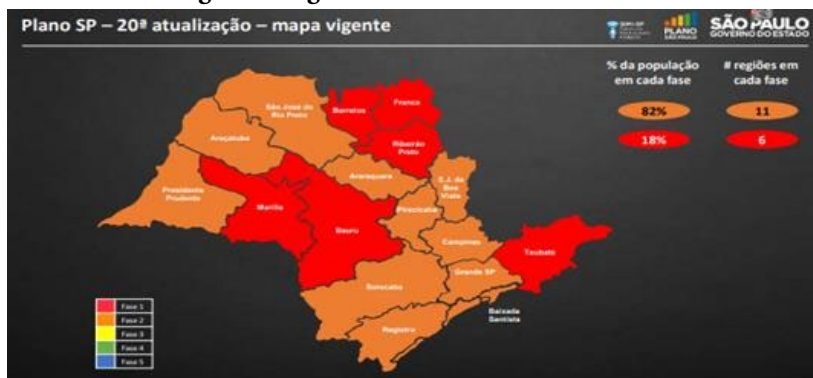 Plano SP – 20ª atualização – mapa vigente
PLANO
SÃO PAULO
SÃO PAULO
GOVERNO DO ESTADO
% da população
em cada fase
# regiões em
cada fase
82%
11
18%
6
São José do
Rio Preto
Barretos
Franca
Araçatuba
Ribeirão
Preto
Araraquara
S.J. da
Boa
Vista
Presidente
Prudente
Marília
Bauru
Piracicaba
Campinas
Taubaté
Grande SP
Sorocaba
Baixada
Santista
Registro
Fase 1
Fase 2
Fase 3
Fase 4
Fase 5